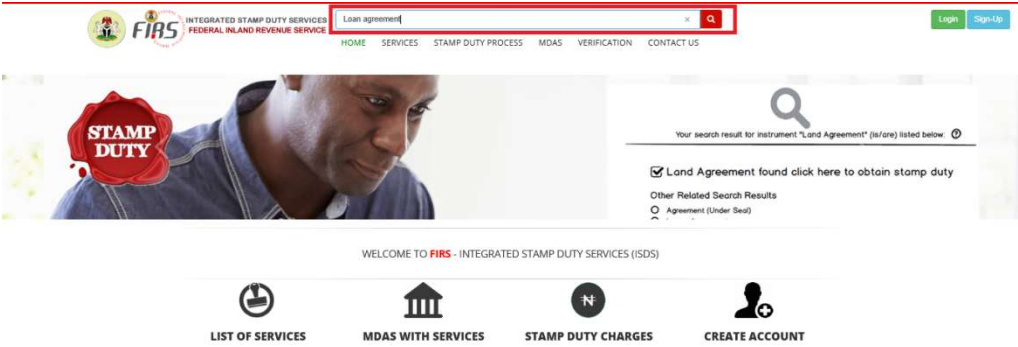 FIRS
INTEGRATED STAMP DUTY SERVICES
FEDERAL INLAND REVENUE SERVICE
Loan agreement
Login
Sign-Up
HOME SERVICES STAMP DUTY PROCESS MDAS VERIFICATION CONTACT US
STAMP
DUTY
Your search result for instrument "Land Agreement" (is/are) listed below:
Land Agreement found click here to obtain stamp duty
Other Related Search Results
Agreement (Under Seal)
WELCOME TO FIRS - INTEGRATED STAMP DUTY SERVICES (ISDS)
LIST OF SERVICES
MDAS WITH SERVICES
STAMP DUTY CHARGES
CREATE ACCOUNT